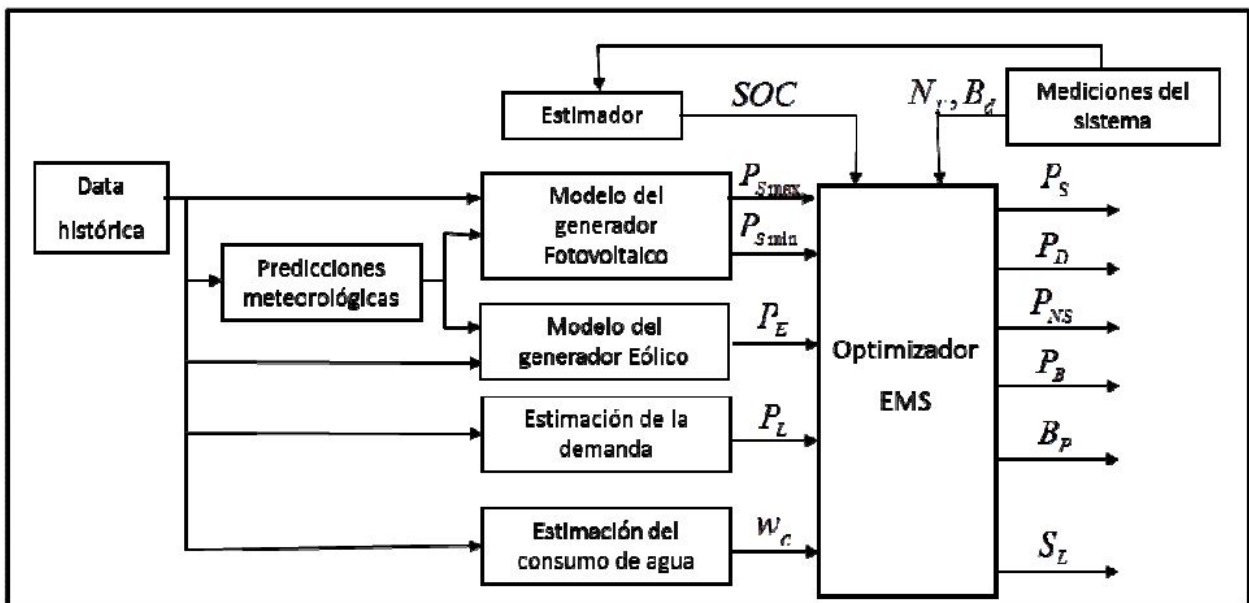 Estimador
SOC
Mediciones del
sistema
Data
histórica
Predicciones
meteorológicas
Modelo del
generador
Fotovoltaico
P_Smax
P_Smin
Modelo del
generador Eólico
P_E
Estimación de la
demanda
P_L
Estimación del
consumo de agua
w_c
Optimizador
EMS
P_S
P_D
P_NS
P_B
B_P
S_L